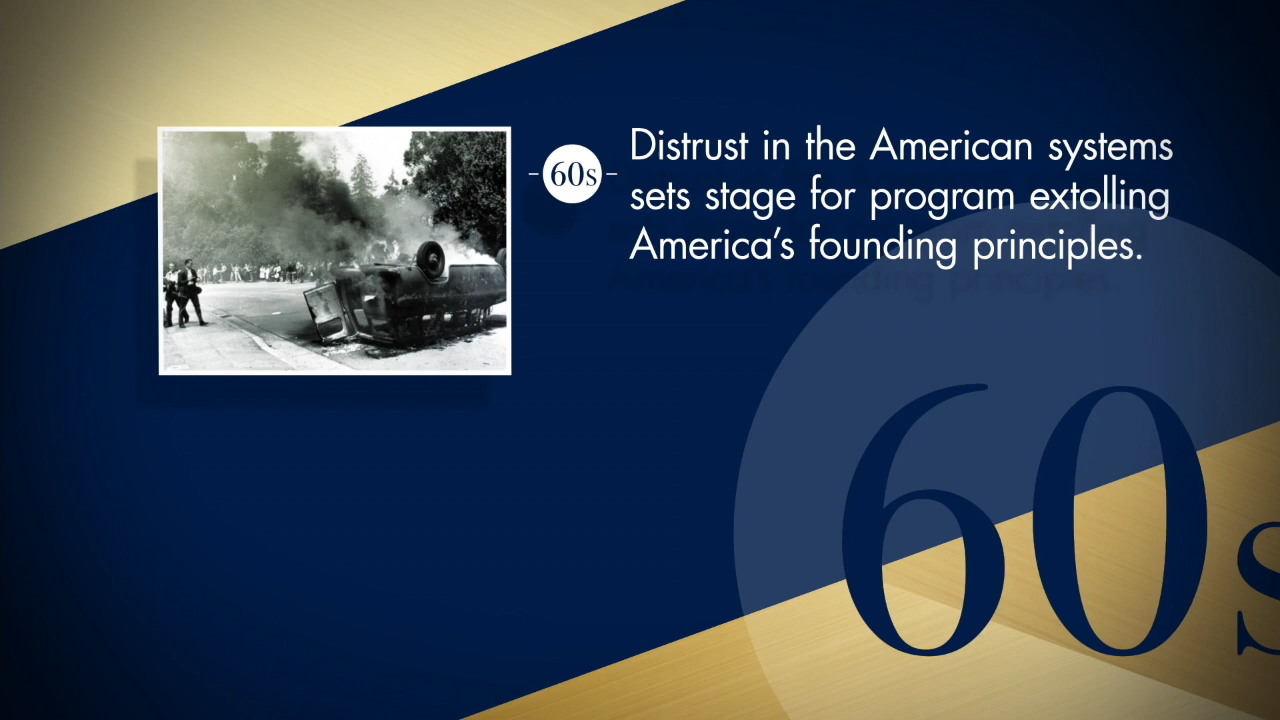 60s
Distrust in the American systems
sets stage for program extolling
America's founding principles.
60s